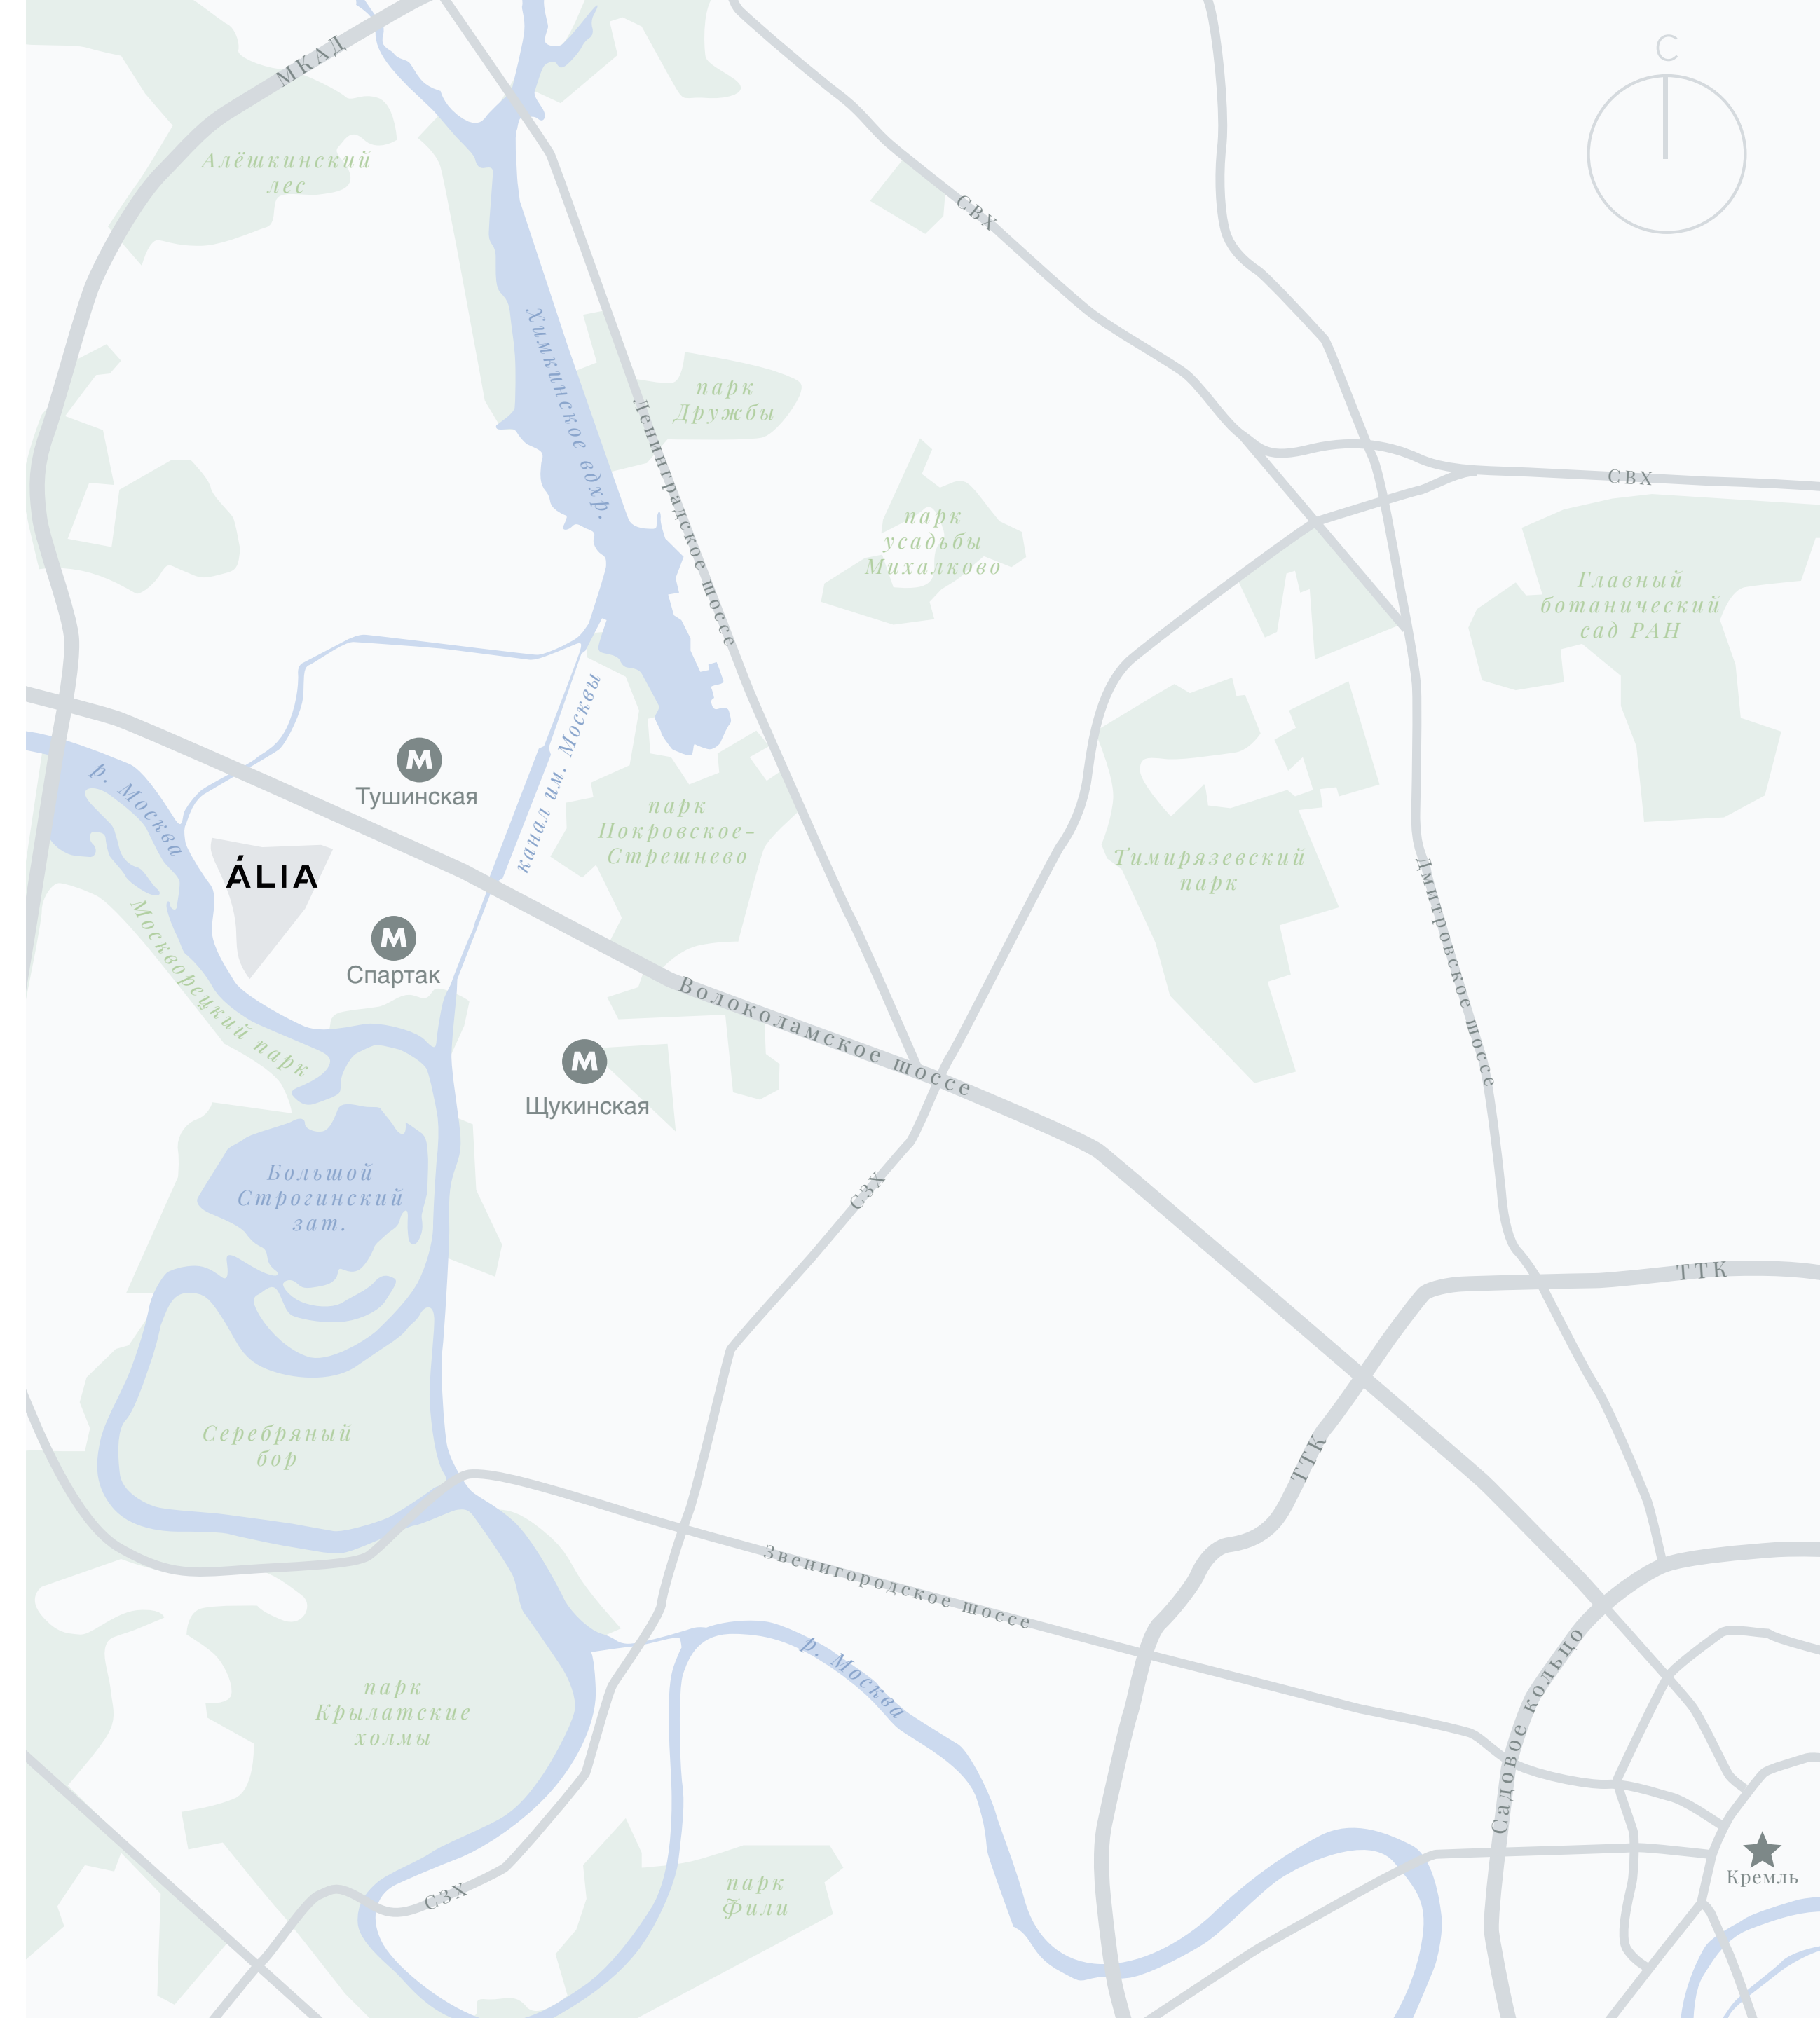 С
МКАД
Алёшкинский
лес
СВХ
Химкинское вдхр.
парк
Дружбы
Ленинградское шоссе
СВХ
парк
усадьбы
Михалково
Главный
ботанический
сад РАН
М
Тушинская
канал им. Москвы
р. Москва
парк
Покровское-
Стрешнево
Тимирязевский
парк
ÁLIA
Дмитровское шоссе
М
Спартак
Москворецкий парк
Волоколамское шоссе
М
Щукинская
Большой
Строгинский
зат.
СЗХ
ТТК
Серебряный
бор
ТТК
Звенигородское шоссе
р. Москва
Садовое кольцо
парк
Крылатские
холмы
Кремль
парк
Фили
СЗХ